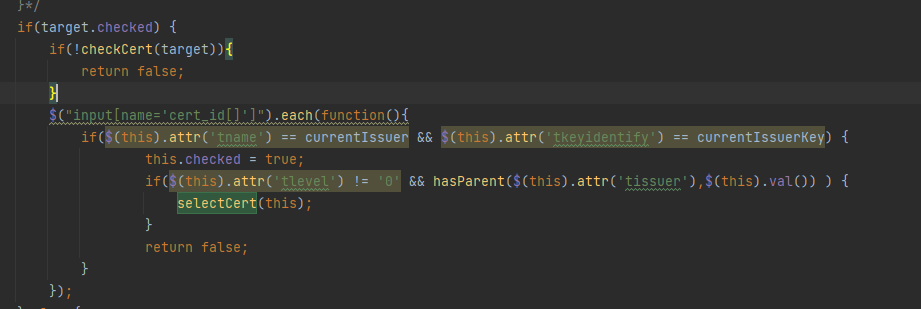 }*/
if(target.checked) {
if(!checkCert(target)){
return false;
}
$("input[name='cert_id[]']").each(function(){
if($(this).attr('tname') == currentIssuer && $(this).attr('tkeyidentify') == currentIssuerKey) {
this.checked = true;
if($(this).attr('tlevel') != '0' && hasParent($(this).attr('tissuer'),$(this).val()) ) {
selectCert(this);
}
return false;
}
});